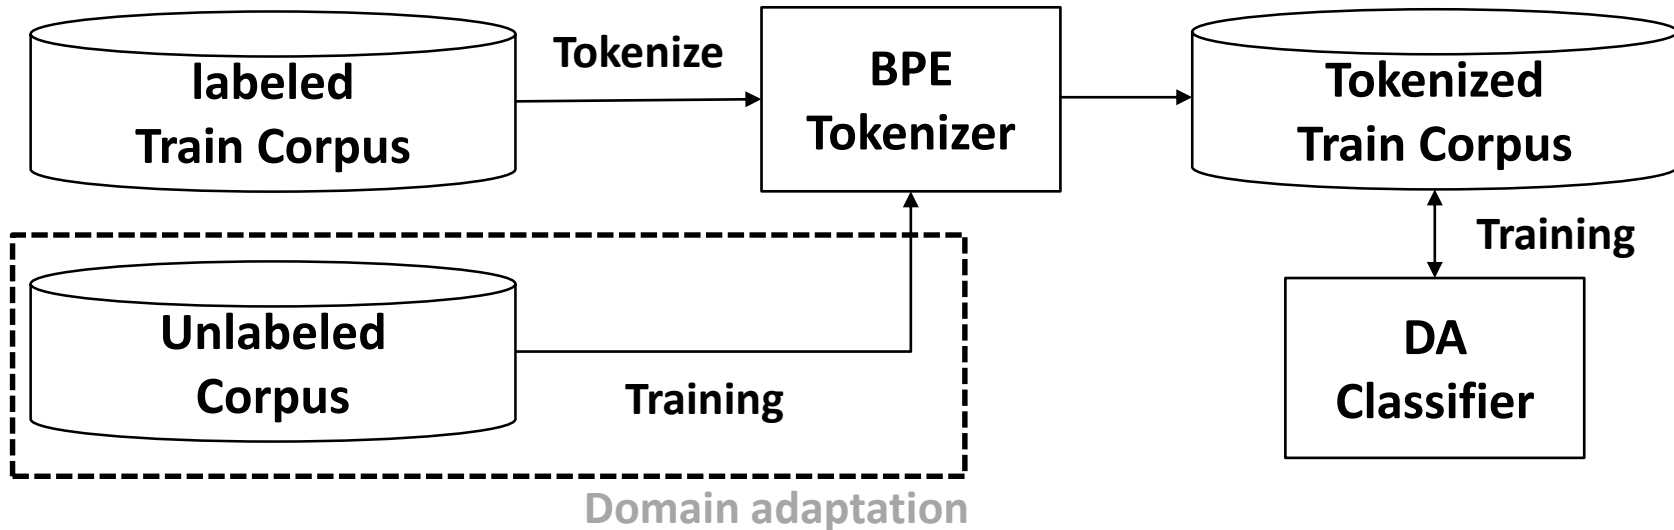 labeled
Train Corpus
Tokenize
BPE
Tokenizer
Tokenized
Train Corpus
Training
Unlabeled
Corpus
Training
DA
Classifier
Domain adaptation